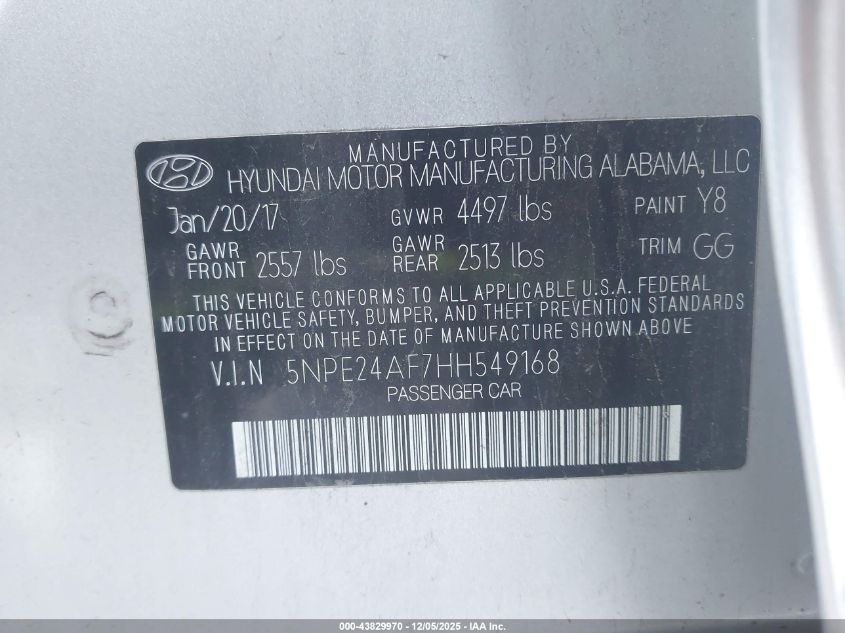 MANUFACTURED BY
HYUNDAI MOTOR MANUFACTURING ALABAMA, LLC
Jan/20/17 GVWR 4497 lbs PAINT Y8
GAWR FRONT 2557 lbs GAWR REAR 2513 lbs TRIM GG
THIS VEHICLE CONFORMS TO ALL APPLICABLE U.S.A. FEDERAL
MOTOR VEHICLE SAFETY, BUMPER, AND THEFT PREVENTION STANDARDS
IN EFFECT ON THE DATE OF MANUFACTURE SHOWN ABOVE
V.I.N 5NPE24AF7HH549168
PASSENGER CAR
000-43829970 - 12/05/2025 - IAA Inc.